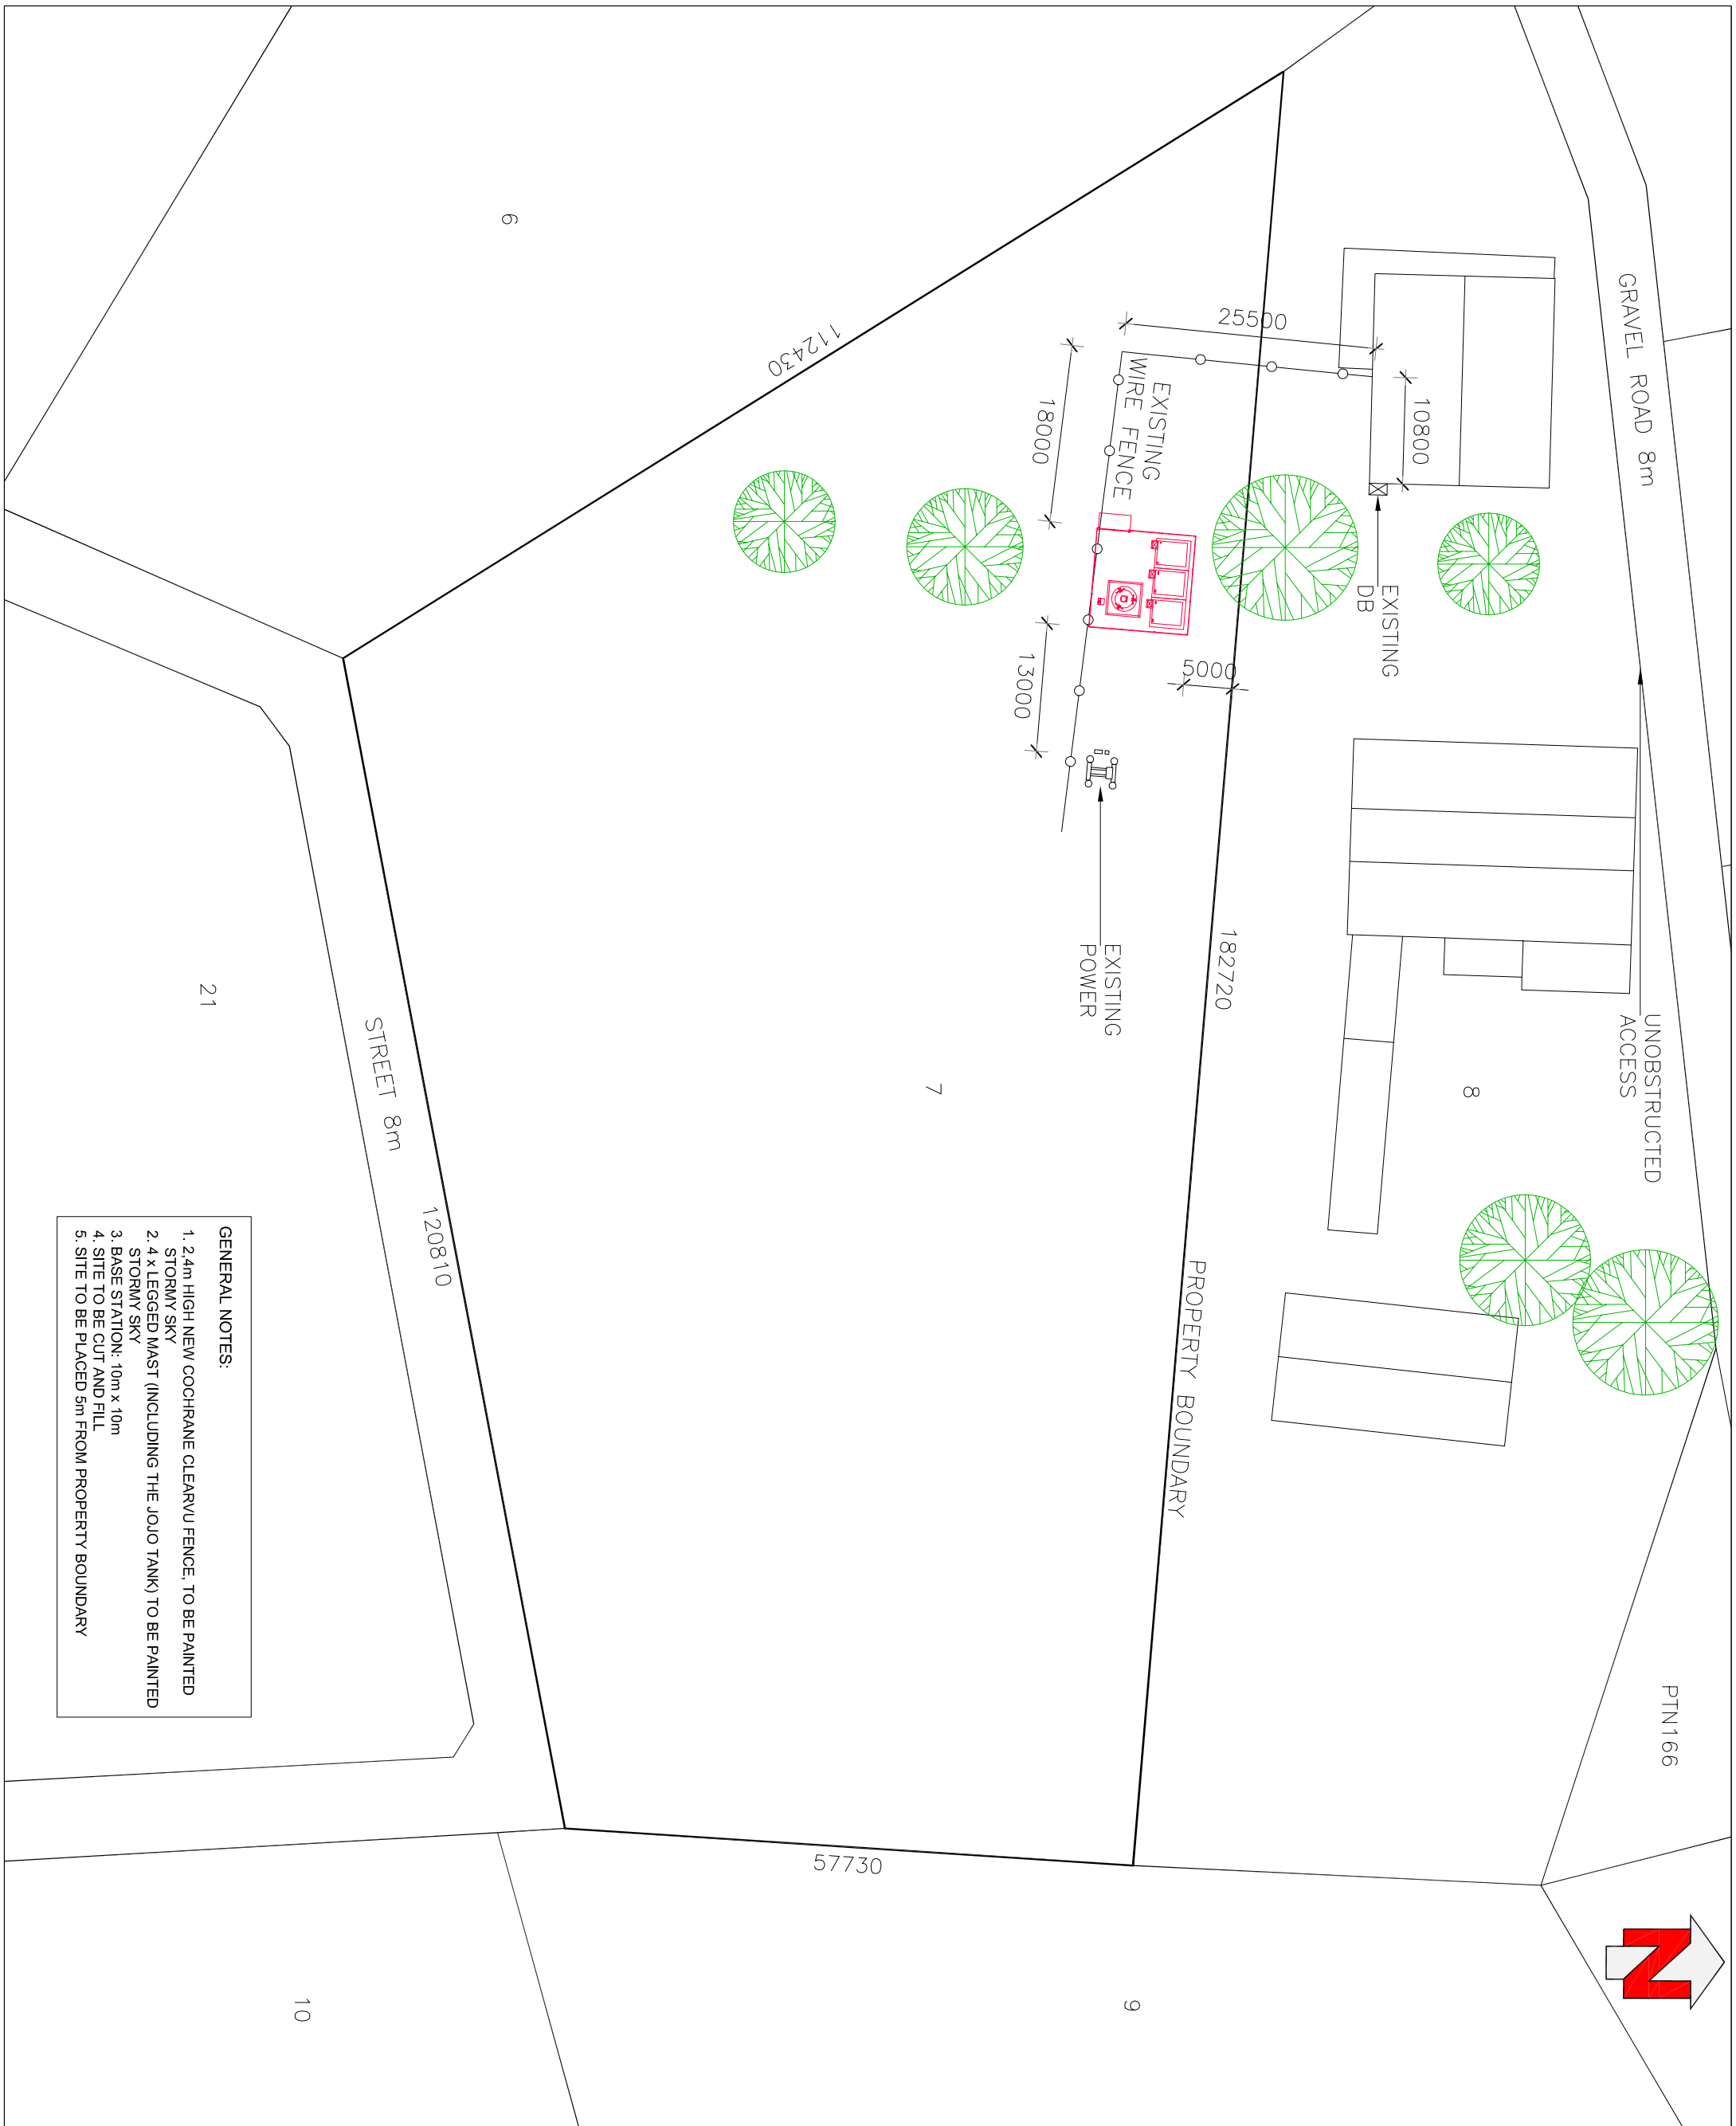 GRAVEL ROAD 8m
25500
10800
18000
EXISTING
WIRE FENCE
112430
6
EXISTING
DB
5000
13000
UNOBSTRUCTED
ACCESS
182720
EXISTING
POWER
8
7
21
STREET 8m
120810
PROPERTY BOUNDARY
PTN166
57730
9
10
N
GENERAL NOTES:
1. 2,4m HIGH NEW COCHRANE CLEARVU FENCE, TO BE PAINTED
STORMY SKY
2. 4 x LEGGED MAST (INCLUDING THE JOJO TANK) TO BE PAINTED
STORMY SKY
3. BASE STATION: 10m x 10m
4. SITE TO BE CUT AND FILL
5. SITE TO BE PLACED 5m FROM PROPERTY BOUNDARY